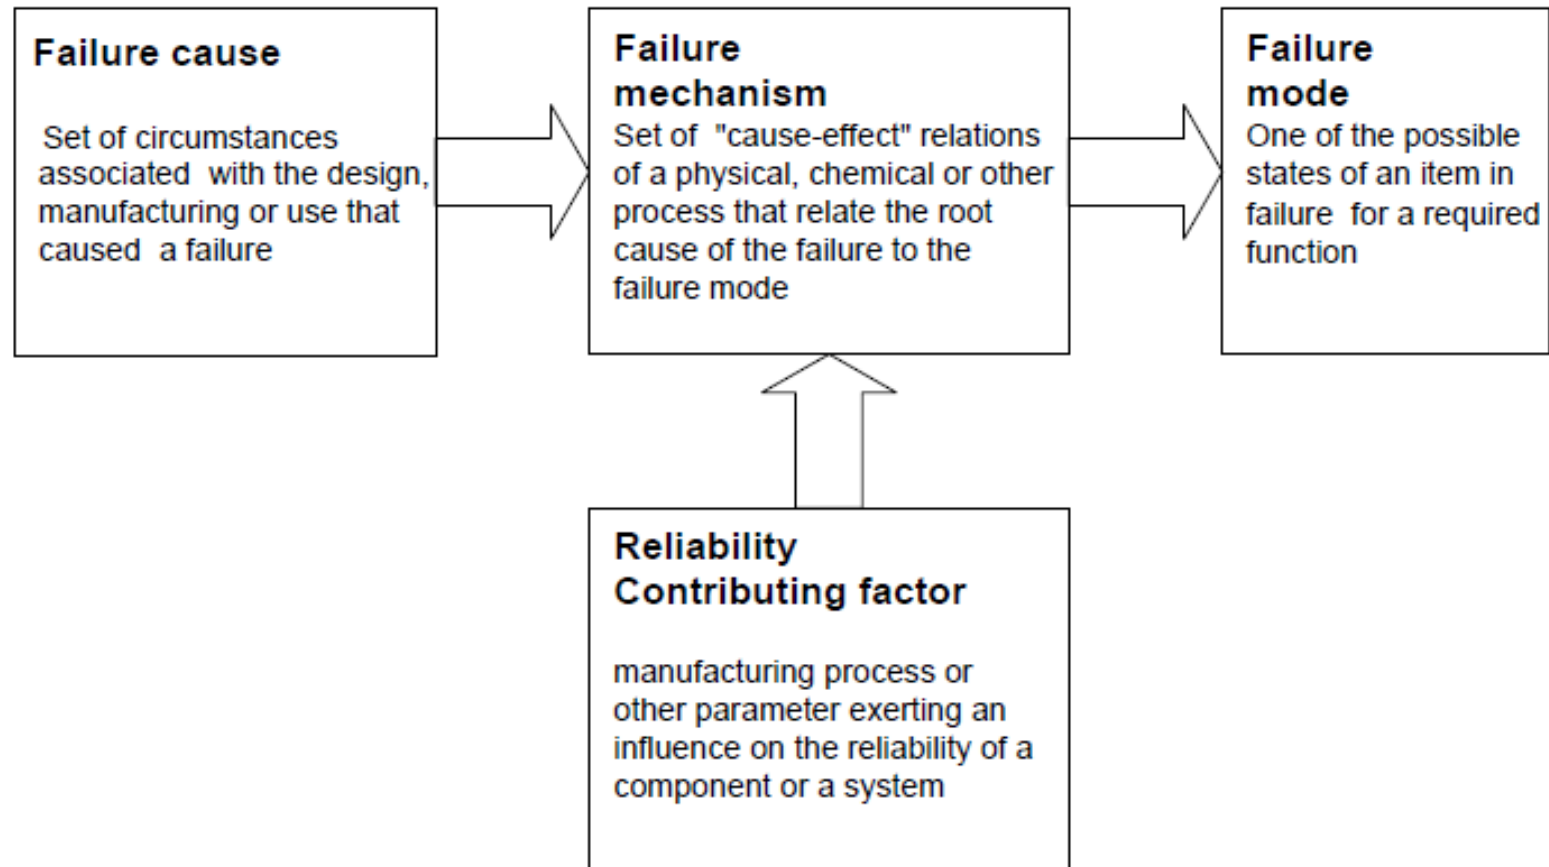 Failure cause
Set of circumstances
associated with the design,
manufacturing or use that
caused a failure
Failure
mechanism
Set of "cause-effect" relations
of a physical, chemical or other
process that relate the root
cause of the failure to the
failure mode
Failure
mode
One of the possible
states of an item in
failure for a required
function
Reliability
Contributing factor
manufacturing process or
other parameter exerting an
influence on the reliability of a
component or a system